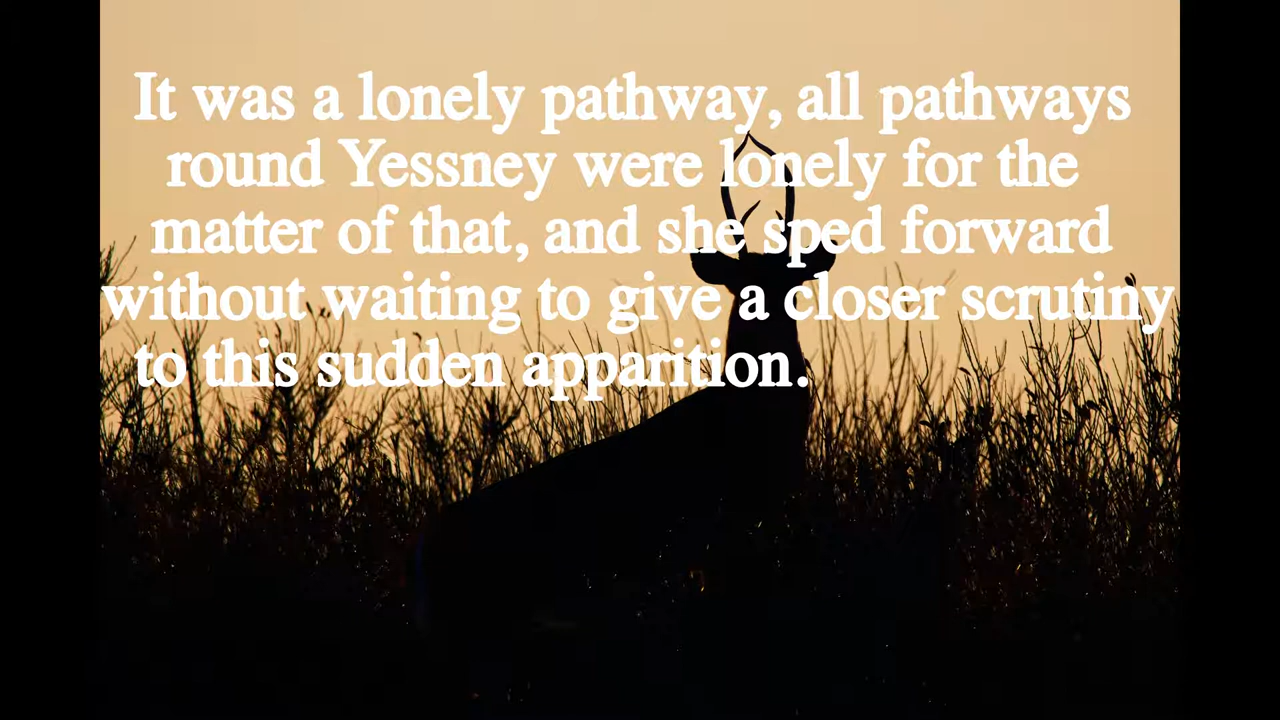 It was a lonely pathway, all pathways
round Yessney were lonely for the
matter of that, and she sped forward
without waiting to give a closer scrutiny
to this sudden apparition.